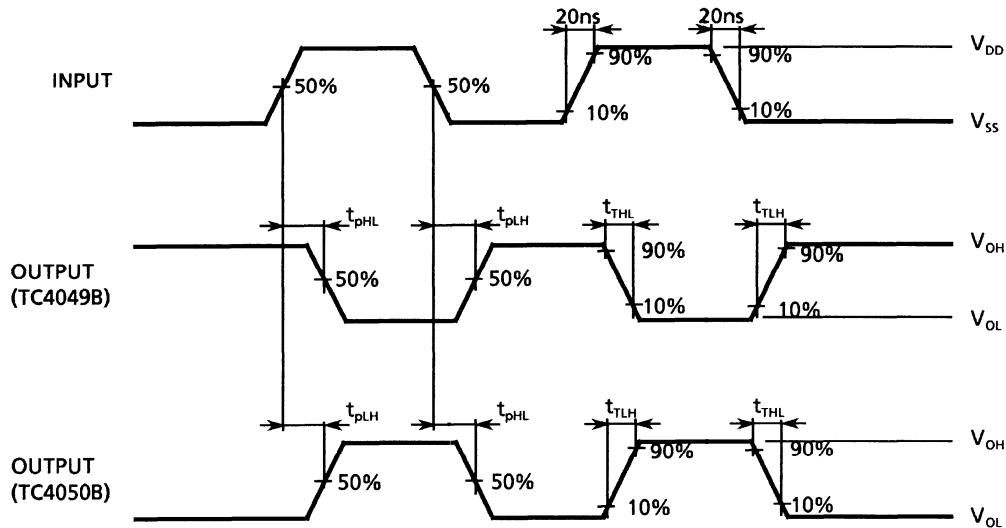 20ns 20ns
INPUT 50% 50% 90% 90% V_DD
10% 10% V_SS
t_pHL t_pLH t_THL t_TLH
OUTPUT
(TC4049B)
50% 50% 90% 90% V_OH
10% 10% V_OL
t_pLH t_pHL t_TLH t_THL
OUTPUT
(TC4050B)
50% 50% 90% 90% V_OH
10% 10% V_OL